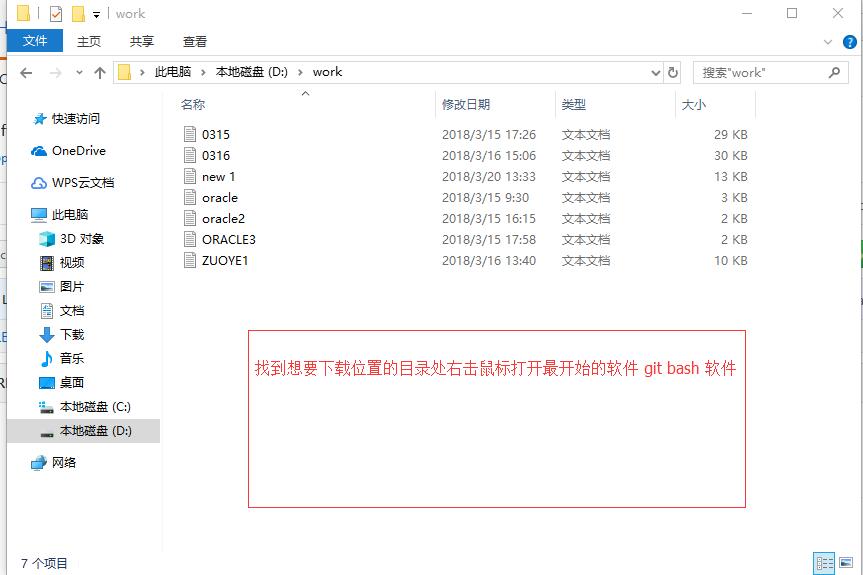 work
文件 主页 共享 查看
此电脑 本地磁盘 (D:) work 搜索"work"
名称 修改日期 类型 大小
0315 2018/3/15 17:26 文本文档 29 KB
0316 2018/3/16 15:06 文本文档 30 KB
new 1 2018/3/20 13:33 文本文档 13 KB
oracle 2018/3/15 9:30 文本文档 3 KB
oracle2 2018/3/15 16:15 文本文档 2 KB
ORACLE3 2018/3/15 17:58 文本文档 2 KB
ZUOYE1 2018/3/16 13:40 文本文档 10 KB
快速访问
OneDrive
WPS云文档
此电脑
3D 对象
视频
图片
文档
下载
音乐
桌面
本地磁盘 (C:)
本地磁盘 (D:)
网络
找到想要下载位置的目录处右击鼠标打开最开始的软件 git bash 软件
7 个项目